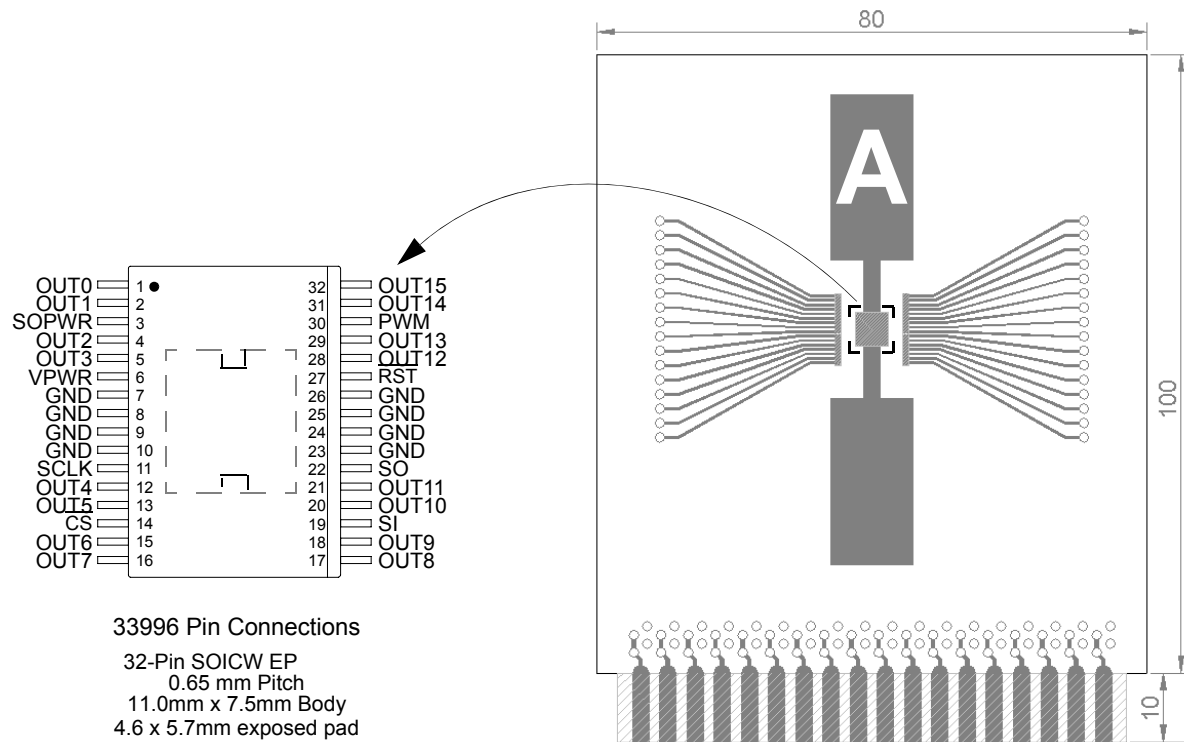 80
A
100
10
OUT0 1 32 OUT15
OUT1 2 31 OUT14
SOPWR 3 30 PWM
OUT2 4 29 OUT13
OUT3 5 28 OUT12
VPWR 6 27 RST
GND 7 26 GND
GND 8 25 GND
GND 9 24 GND
GND 10 23 GND
SCLK 11 22 SO
OUT4 12 21 OUT11
OUT5 13 20 OUT10
CS 14 19 SI
OUT6 15 18 OUT9
OUT7 16 17 OUT8
33996 Pin Connections
32-Pin SOICW EP
0.65 mm Pitch
11.0mm x 7.5mm Body
4.6 x 5.7mm exposed pad